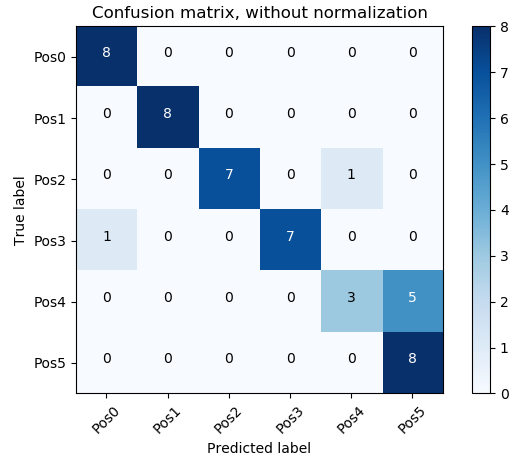 Confusion matrix, without normalization
Pos0 8 0 0 0 0 0
Pos1 0 8 0 0 0 0
Pos2 0 0 7 0 1 0
Pos3 1 0 0 7 0 0
Pos4 0 0 0 0 3 5
Pos5 0 0 0 0 0 8
Pos0 Pos1 Pos2 Pos3 Pos4 Pos5
True label
Predicted label
8
7
6
5
4
3
2
1
0